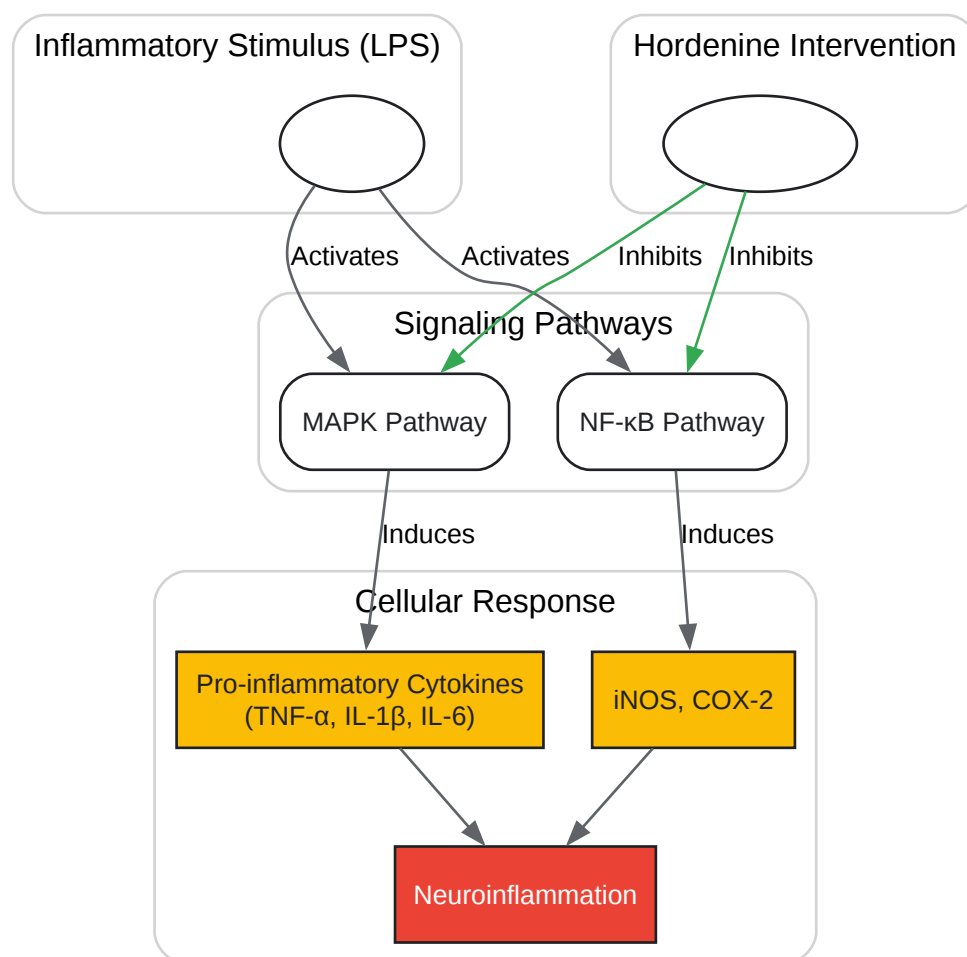 Inflammatory Stimulus (LPS)
Hordenine Intervention
Activates
Activates
Inhibits
Inhibits
Signaling Pathways
MAPK Pathway
NF-κB Pathway
Induces
Induces
Cellular Response
Pro-inflammatory Cytokines
(TNF-α, IL-1β, IL-6)
iNOS, COX-2
Neuroinflammation